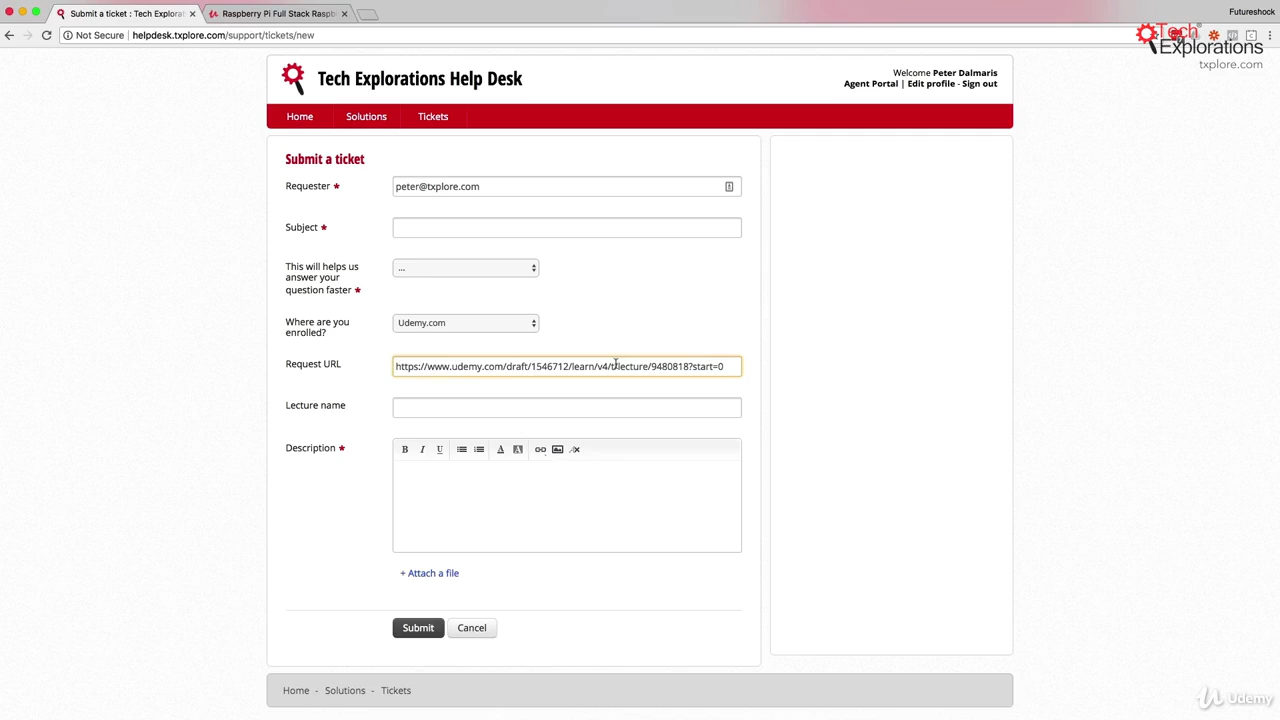 Submit a ticket : Tech Explorat
Raspberry Pi Full Stack Raspb
Futureshock
Not Secure | helpdesk.txplore.com/support/tickets/new
Tech Explorations
txplore.com
Tech Explorations Help Desk
Welcome Peter Dalmaris
Agent Portal | Edit profile - Sign out
Home Solutions Tickets
Submit a ticket
Requester *
peter@txplore.com
Subject *
This will helps us answer your question faster *
...
Where are you enrolled?
Udemy.com
Request URL
https://www.udemy.com/draft/1546712/learn/v4/t/lecture/9480818?start=0
Lecture name
Description *
B I U
+ Attach a file
Submit Cancel
Home - Solutions - Tickets
Udemy